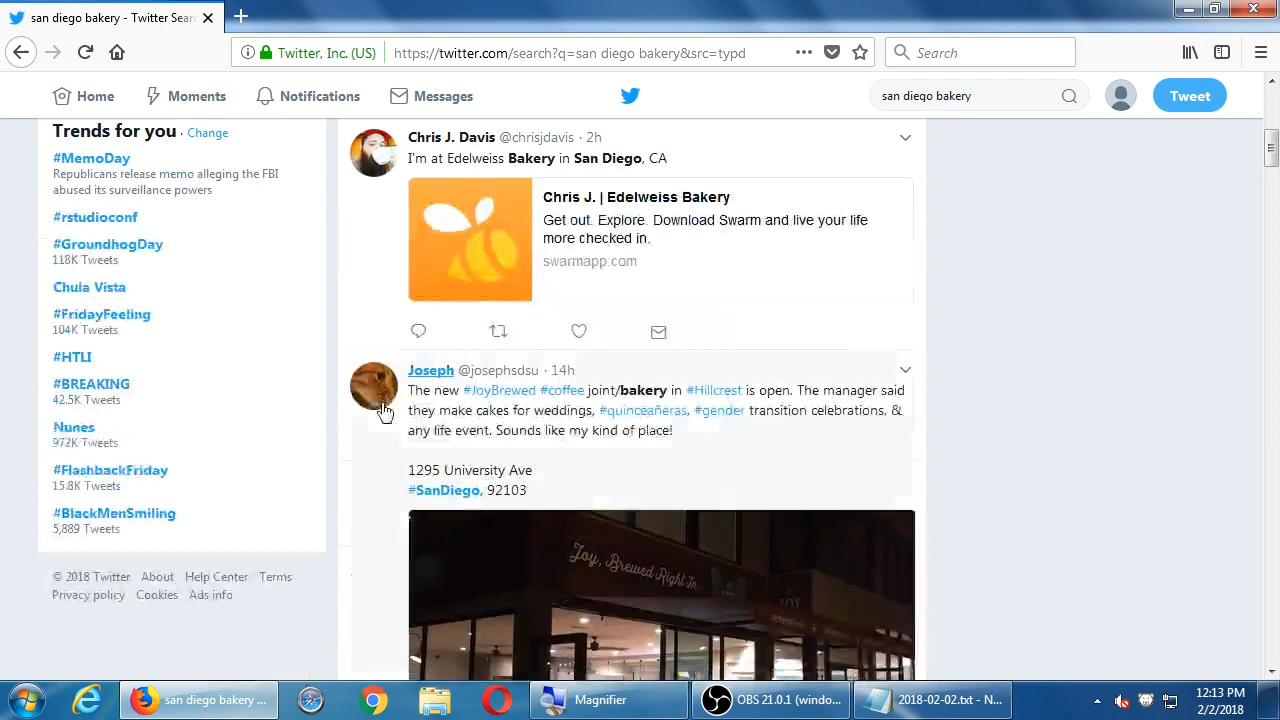 san diego bakery - Twitter Sear
Twitter, Inc. (US)
https://twitter.com/search?q=san diego bakery&src=typd
Search
Home
Moments
Notifications
Messages
san diego bakery
Tweet
Trends for you · Change
#MemoDay
Republicans release memo alleging the FBI
abused its surveillance powers
#rstudioconf
#GroundhogDay
118K Tweets
Chula Vista
#FridayFeeling
104K Tweets
#HTLI
#BREAKING
42.5K Tweets
Nunes
972K Tweets
#FlashbackFriday
15.8K Tweets
#BlackMenSmiling
5,889 Tweets
© 2018 Twitter About Help Center Terms
Privacy policy Cookies Ads info
Chris J. Davis @chrisjdavis · 2h
I'm at Edelweiss Bakery in San Diego, CA
Chris J. | Edelweiss Bakery
Get out. Explore. Download Swarm and live your life
more checked in.
swarmapp.com
Joseph @josephsdsu · 14h
The new #JoyBrewed #coffee joint/bakery in #Hillcrest is open. The manager said
they make cakes for weddings, #quinceañeras, #gender transition celebrations, &
any life event. Sounds like my kind of place!
1295 University Ave
#SanDiego, 92103
Joy, Brewed Right In.
JOY
san diego bakery ...
Magnifier
OBS 21.0.1 (windo...
2018-02-02.txt - N...
12:13 PM
2/2/2018